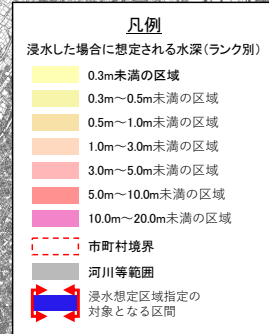 凡例
浸水した場合に想定される水深(ランク別)
0.3m未満の区域
0.3m～0.5m未満の区域
0.5m～1.0m未満の区域
1.0m～3.0m未満の区域
3.0m～5.0m未満の区域
5.0m～10.0m未満の区域
10.0m～20.0m未満の区域
市町村境界
河川等範囲
浸水想定区域指定の
対象となる区間